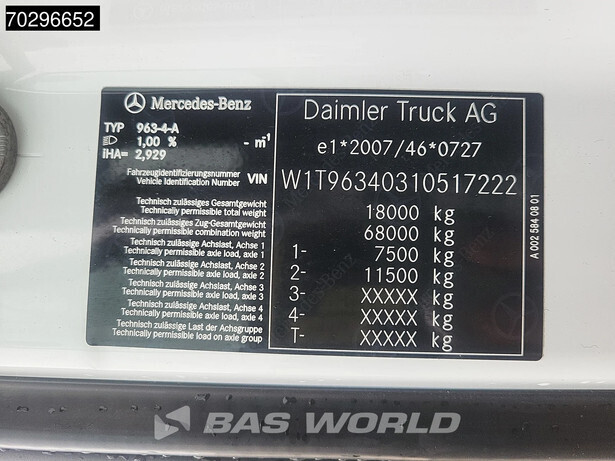 70296652
Mercedes-Benz
TYP 963-4-A
1,00 % - m⁻¹
iHA= 2,929
Fahrzeugidentifizierungsnummer
Vehicle Identification Number VIN
Technisch zulässiges Gesamtgewicht
Technically permissible total weight
Technisch zulässiges Zug-Gesamtgewicht
Technically permissible combination weight
Technisch zulässige Achslast, Achse 1
Technically permissible axle load, axle 1
Technisch zulässige Achslast, Achse 2
Technically permissible axle load, axle 2
Technisch zulässige Achslast, Achse 3
Technically permissible axle load, axle 3
Technisch zulässige Achslast, Achse 4
Technically permissible axle load, axle 4
Technisch zulässige Last der Achsgruppe
Technically permissible load on axle group
Daimler Truck AG
e1*2007/46*0727
W1T96340310517222
18000 kg
68000 kg
1- 7500 kg
2- 11500 kg
3- XXXXX kg
4- XXXXX kg
T- XXXXX kg
A 002 584 08 01
BAS WORLD